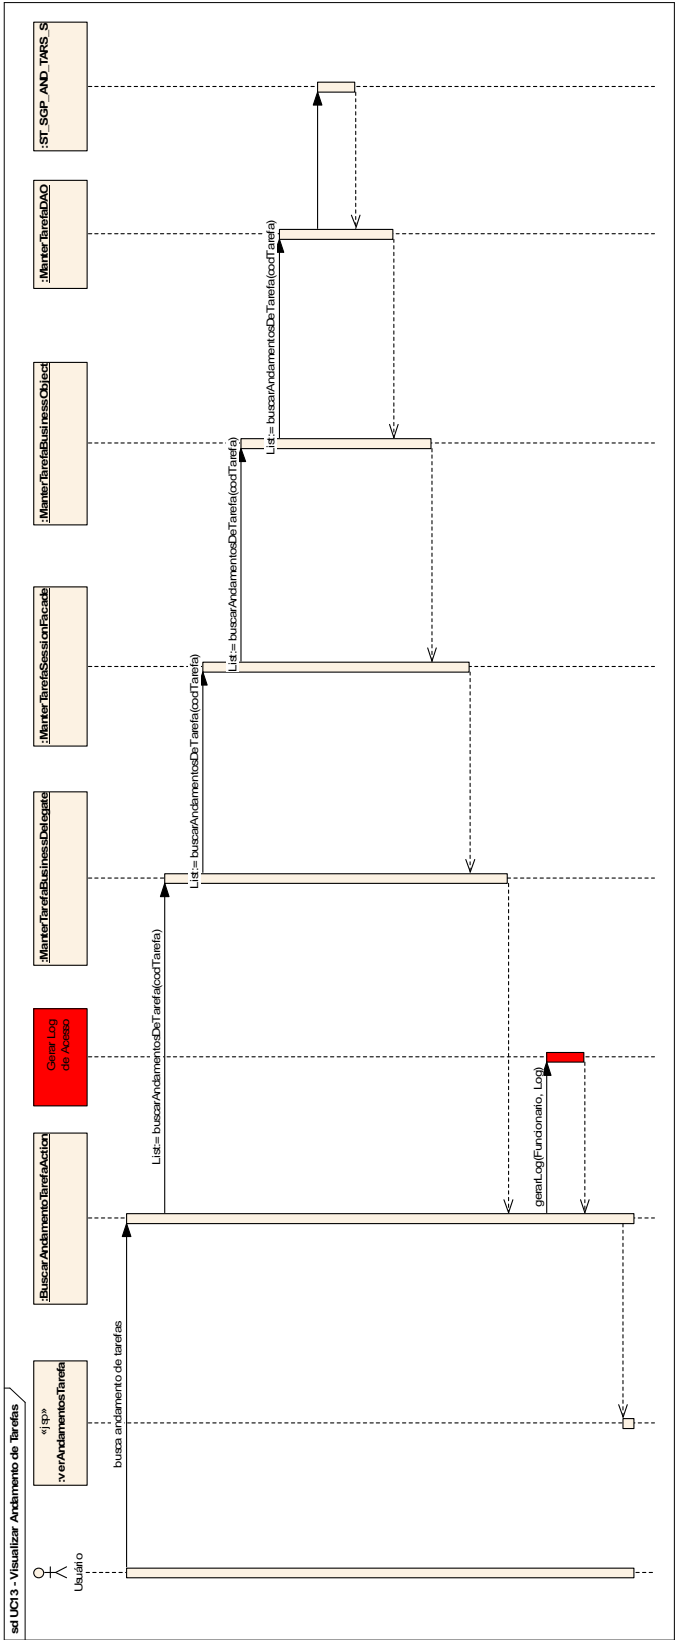 sd UC13 - Visualizar Andamento de Tarefas
Usuário
«jsp»
:verAndamentosTarefa
:BuscarAndamentoTarefaAction
Gerar Log
de Acesso
:ManterTarefaBusinessDelegate
:ManterTarefaSessionFacade
:ManterTarefaBusinessObject
:ManterTarefaDAO
:ST_SGP_AND_TARS_S
busca andamento de tarefas
List:= buscarAndamentosDeTarefa(codTarefa)
List:= buscarAndamentosDeTarefa(codTarefa)
List:= buscarAndamentosDeTarefa(codTarefa)
List:= buscarAndamentosDeTarefa(codTarefa)
gerarLog(Funcionario, Log)